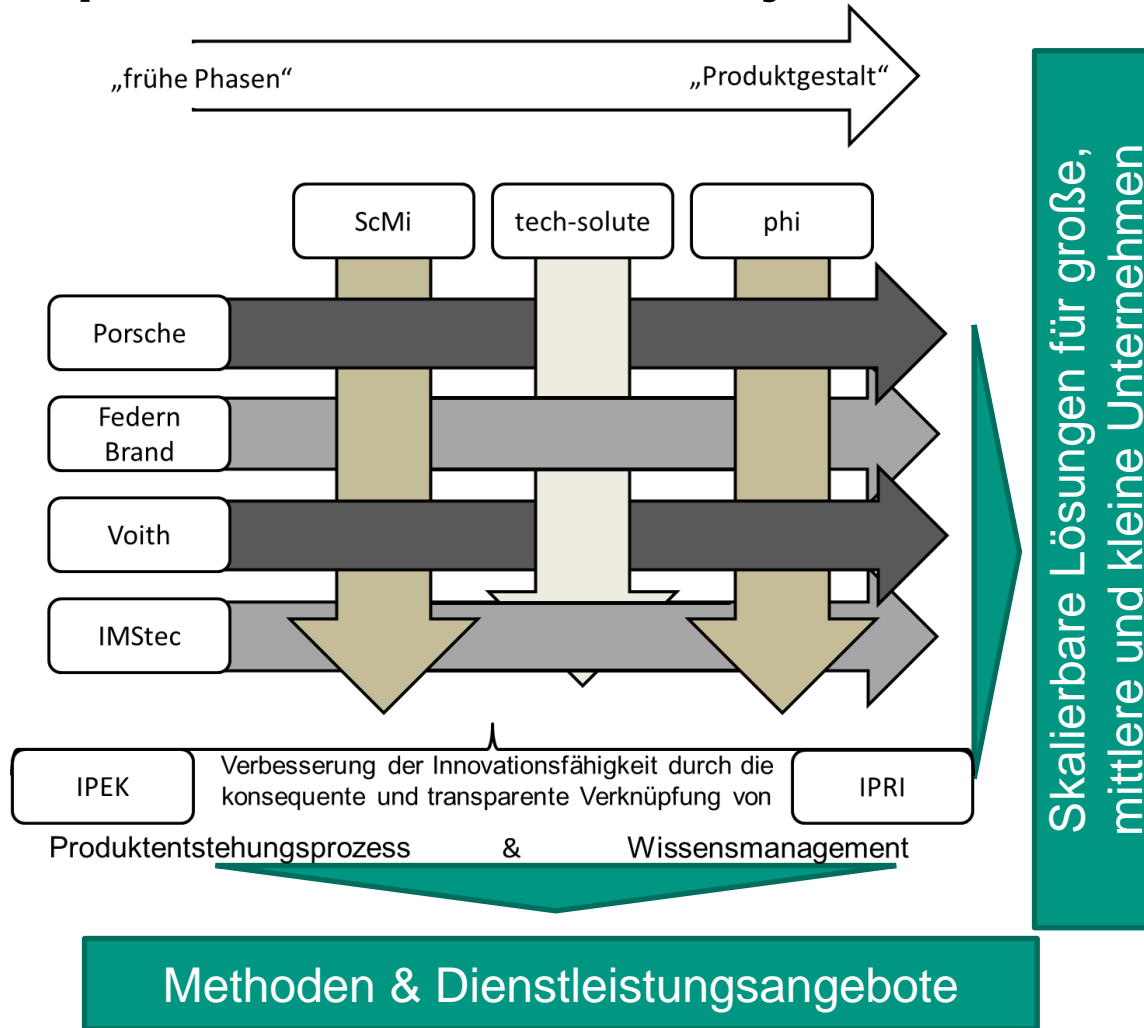 „frühe Phasen“
„Produktgestalt“
ScMi
tech-solute
phi
Porsche
Federn
Brand
Voith
IMStec
IPEK
Verbesserung der Innovationsfähigkeit durch die
konsequente und transparente Verknüpfung von
IPRI
Produktentstehungsprozess & Wissensmanagement
Methoden & Dienstleistungsangebote
Skalierbare Lösungen für große,
mittlere und kleine Unternehmen